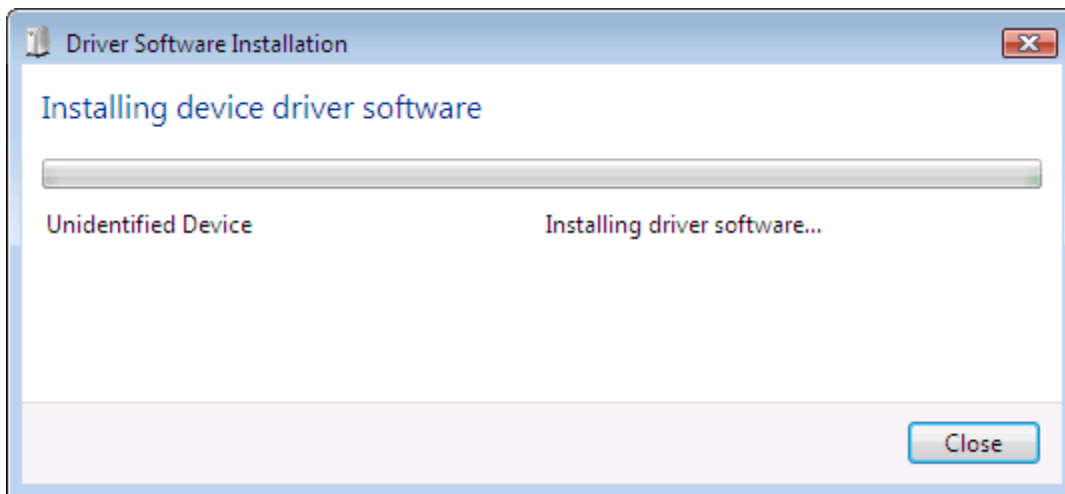 Driver Software Installation
Installing device driver software
Unidentified Device Installing driver software...
Close